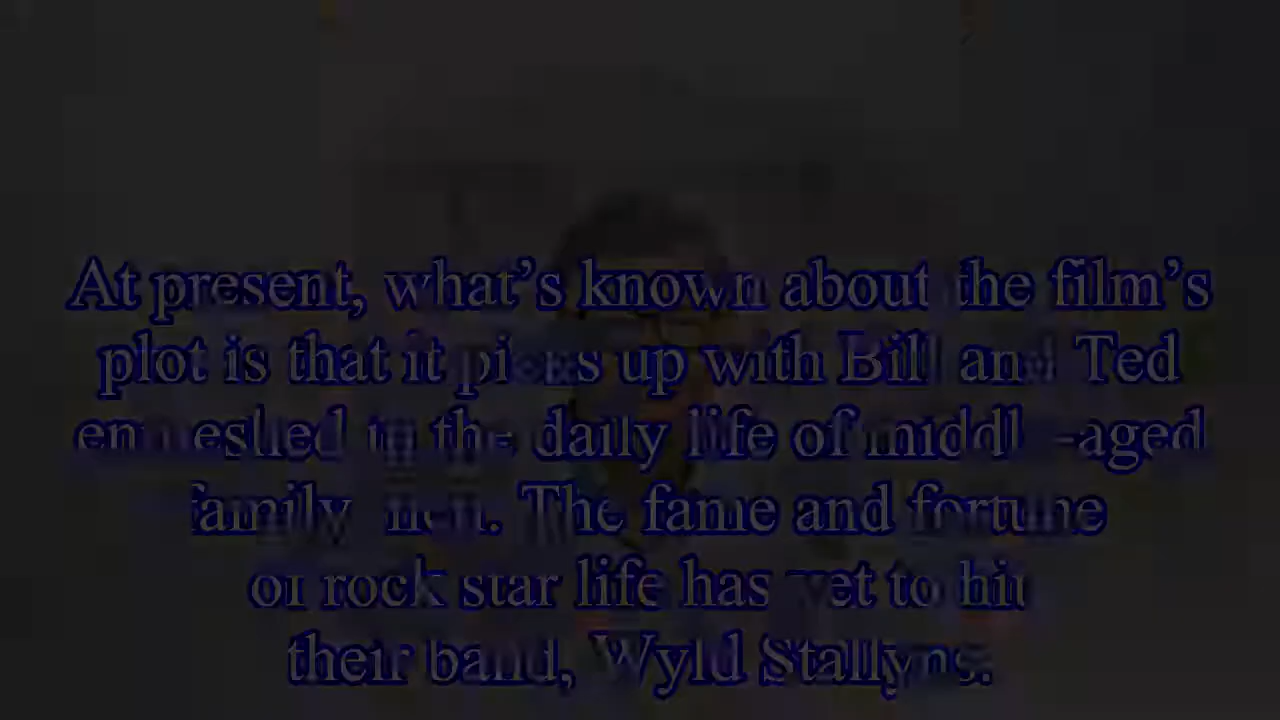 At present, what’s known about the film’s
plot is that it picks up with Bill and Ted
enmeshed in the daily life of middle-aged
family men. The fame and fortune
of rock star life has yet to hit
their band, Wyld Stallyns.